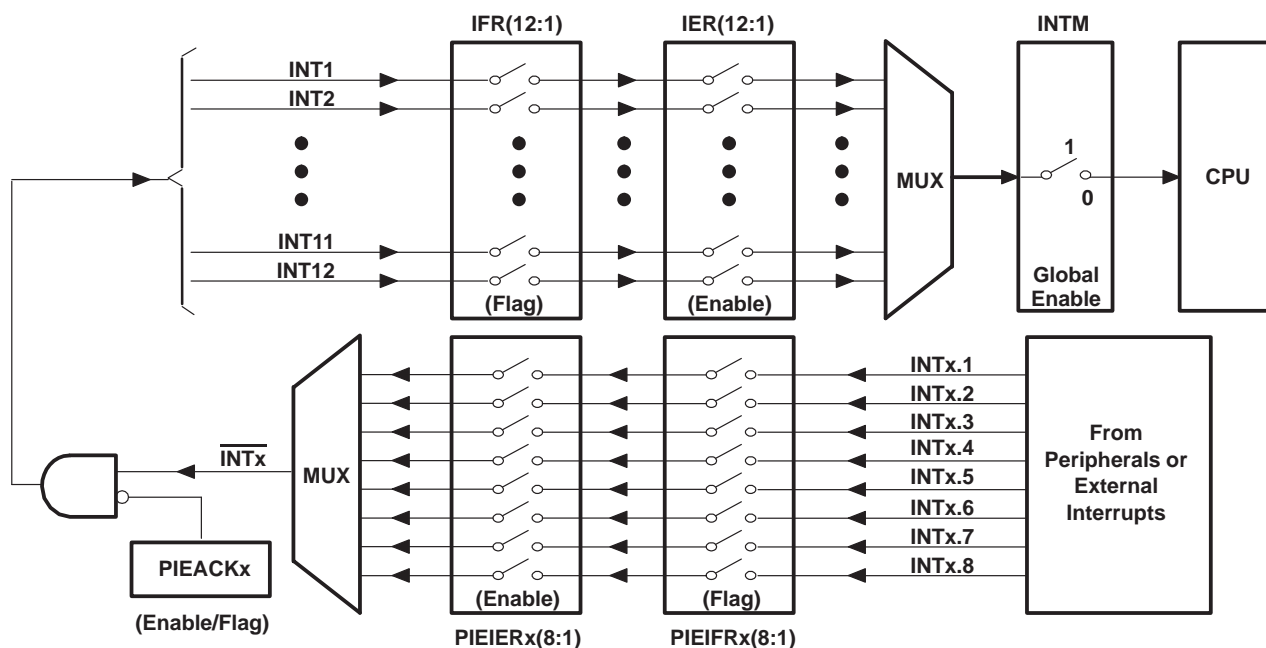 IFR(12:1)
IER(12:1)
INTM
INT1
INT2
1
MUX
CPU
0
INT11
INT12
Global
Enable
(Flag)
(Enable)
INTx.1
INTx.2
INTx.3
INTx.4
INTx.5
INTx.6
INTx.7
INTx.8
From
Peripherals or
External
Interrupts
INTx
MUX
PIEACKx
(Enable/Flag)
(Enable)
(Flag)
PIEIERx(8:1)
PIEIFRx(8:1)